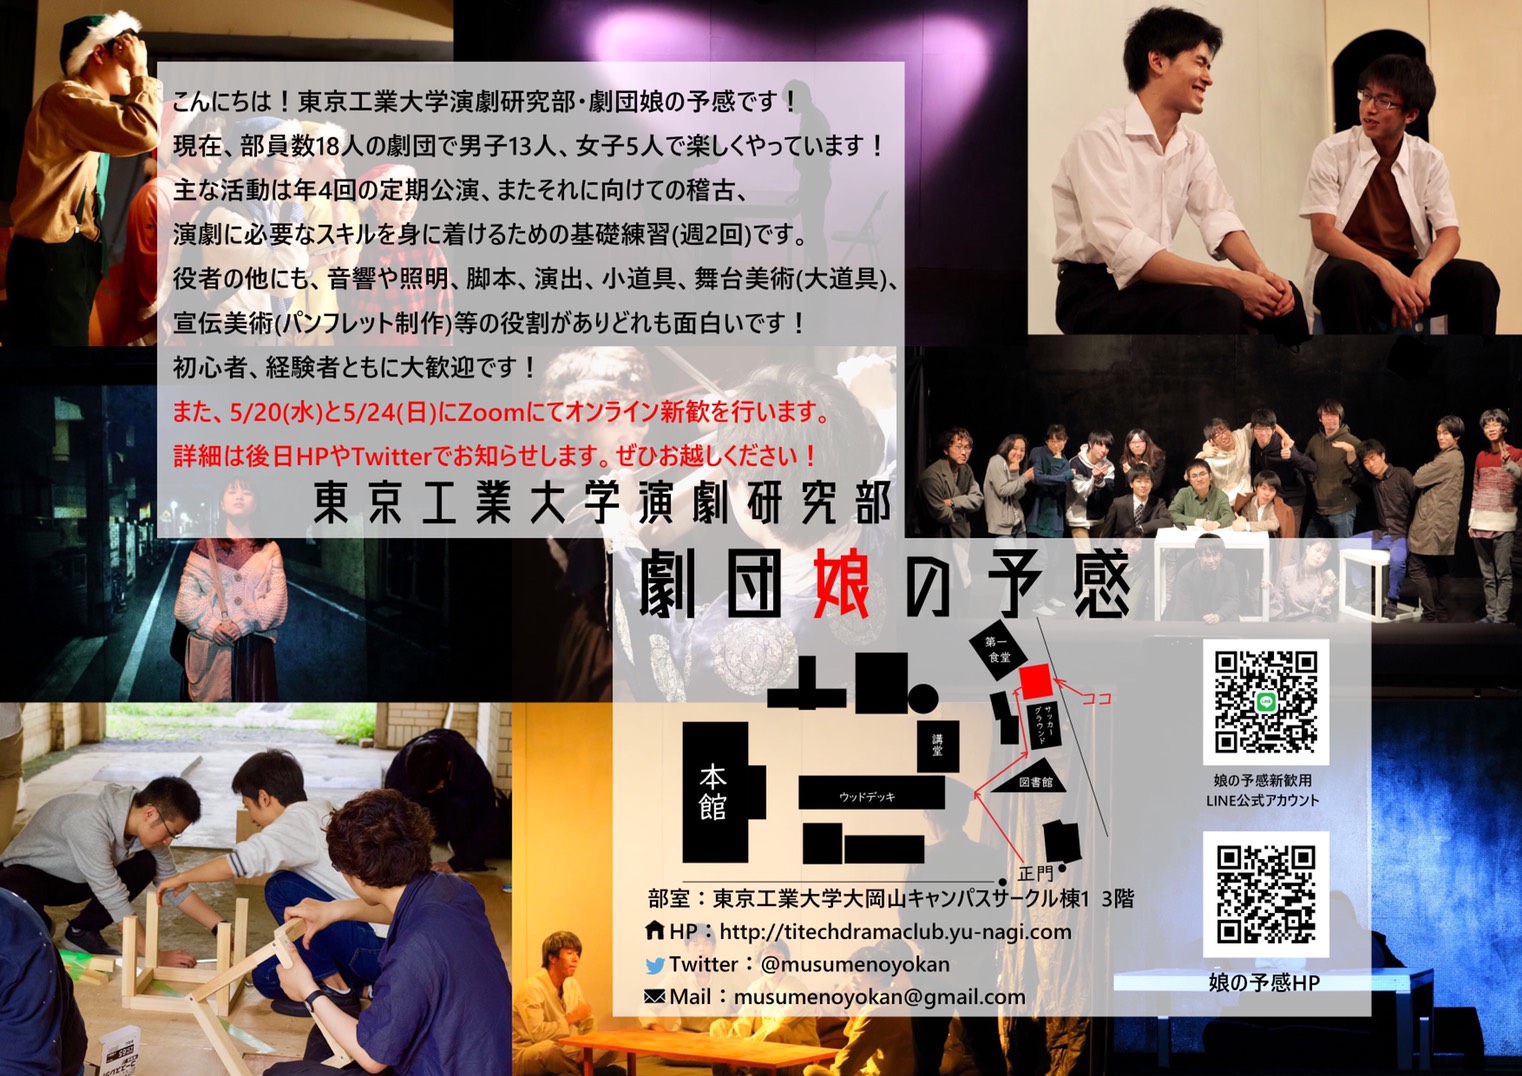 こんにちは！東京工業大学演劇研究部・劇団娘の予感です！
現在、部員数18人の劇団で男子13人、女子5人で楽しくやっています！
主な活動は年4回の定期公演、またそれに向けての稽古、
演劇に必要なスキルを身に着けるための基礎練習(週2回)です。
役者の他にも、音響や照明、脚本、演出、小道具、舞台美術(大道具)、
宣伝美術(パンフレット制作)等の役割がありどれも面白いです！
初心者、経験者ともに大歓迎です！
また、5/20(水)と5/24(日)にZoomにてオンライン新歓を行います。
詳細は後日HPやTwitterでお知らせします。ぜひお越しください！
東京工業大学演劇研究部
劇団娘の予感
第一
食堂
ココ
サッカー
グラウンド
講堂
本館
ウッドデッキ
図書館
正門
部室：東京工業大学大岡山キャンパスサークル棟1 3階
HP：http://titechdramaclub.yu-nagi.com
Twitter：@musumenoyokan
Mail：musumenoyokan@gmail.com
LINE
娘の予感新歓用
LINE公式アカウント
娘の予感HP